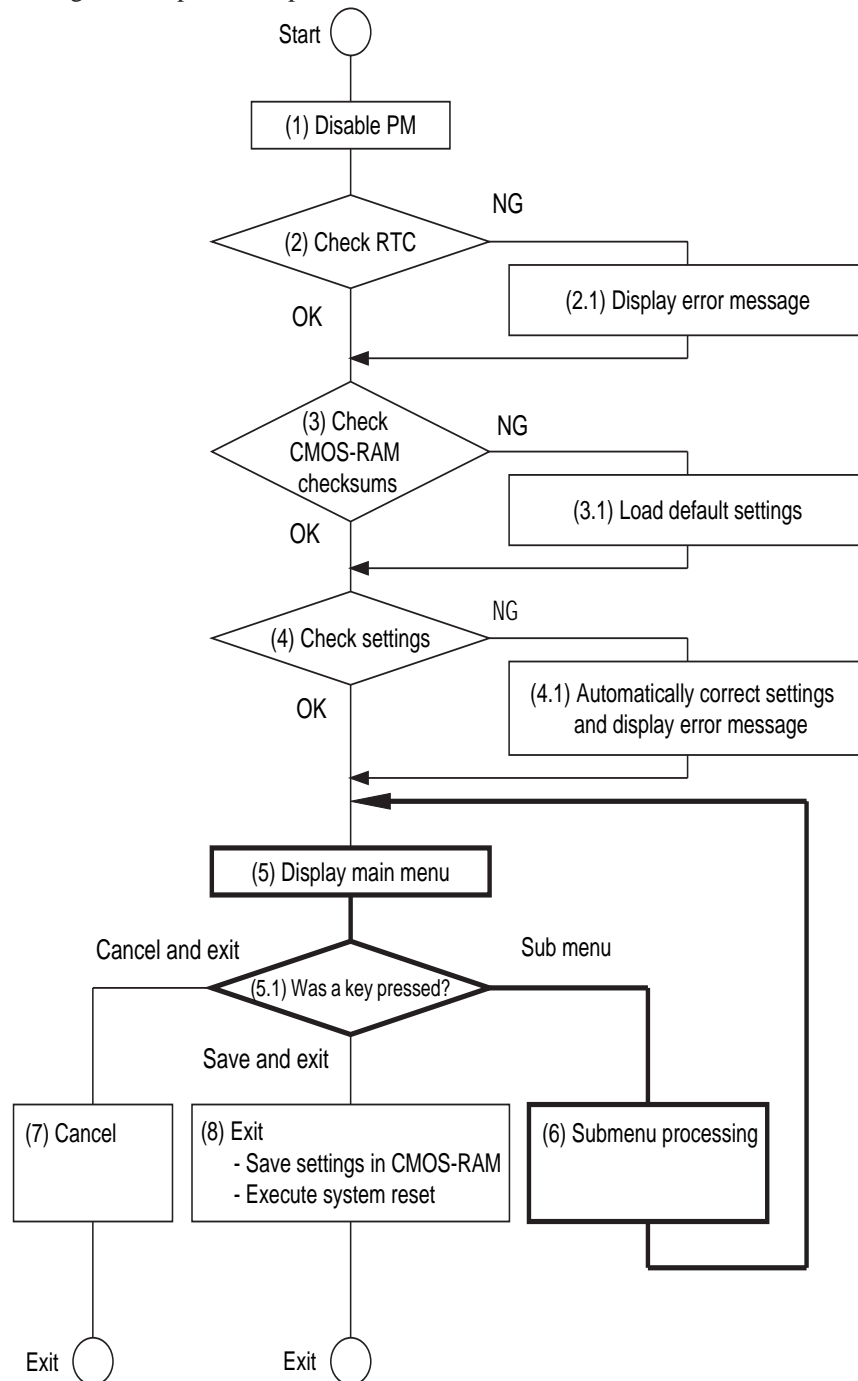 Start
(1) Disable PM
NG
(2) Check RTC
(2.1) Display error message
OK
(3) Check
CMOS-RAM
checksums
NG
(3.1) Load default settings
OK
NG
(4) Check settings
(4.1) Automatically correct settings
and display error message
OK
(5) Display main menu
Cancel and exit
Sub menu
(5.1) Was a key pressed?
Save and exit
(7) Cancel
(8) Exit
- Save settings in CMOS-RAM
- Execute system reset
(6) Submenu processing
Exit
Exit